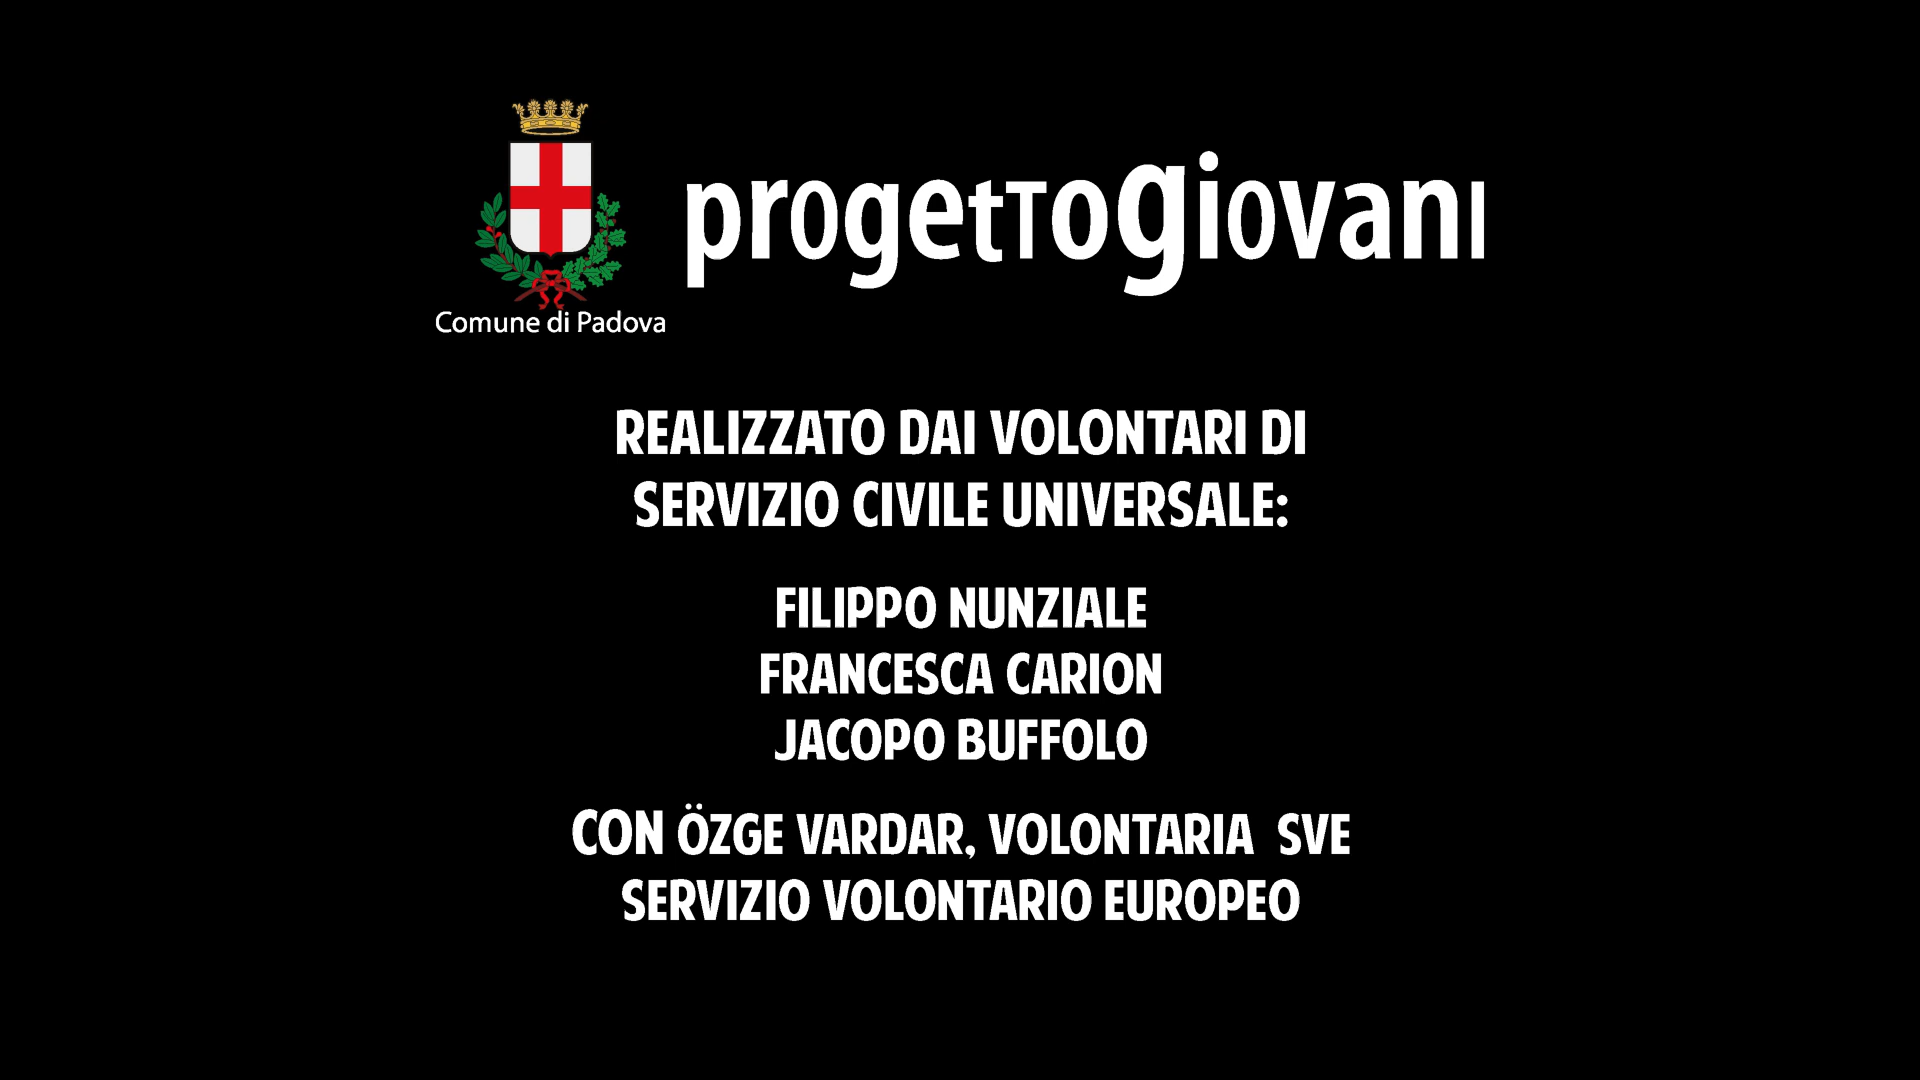 Comune di Padova
progettogiovani
REALIZZATO DAI VOLONTARI DI
SERVIZIO CIVILE UNIVERSALE:
FILIPPO NUNZIALE
FRANCESCA CARION
JACOPO BUFFOLO
CON ÖZGE VARDAR, VOLONTARIA  SVE
SERVIZIO VOLONTARIO EUROPEO